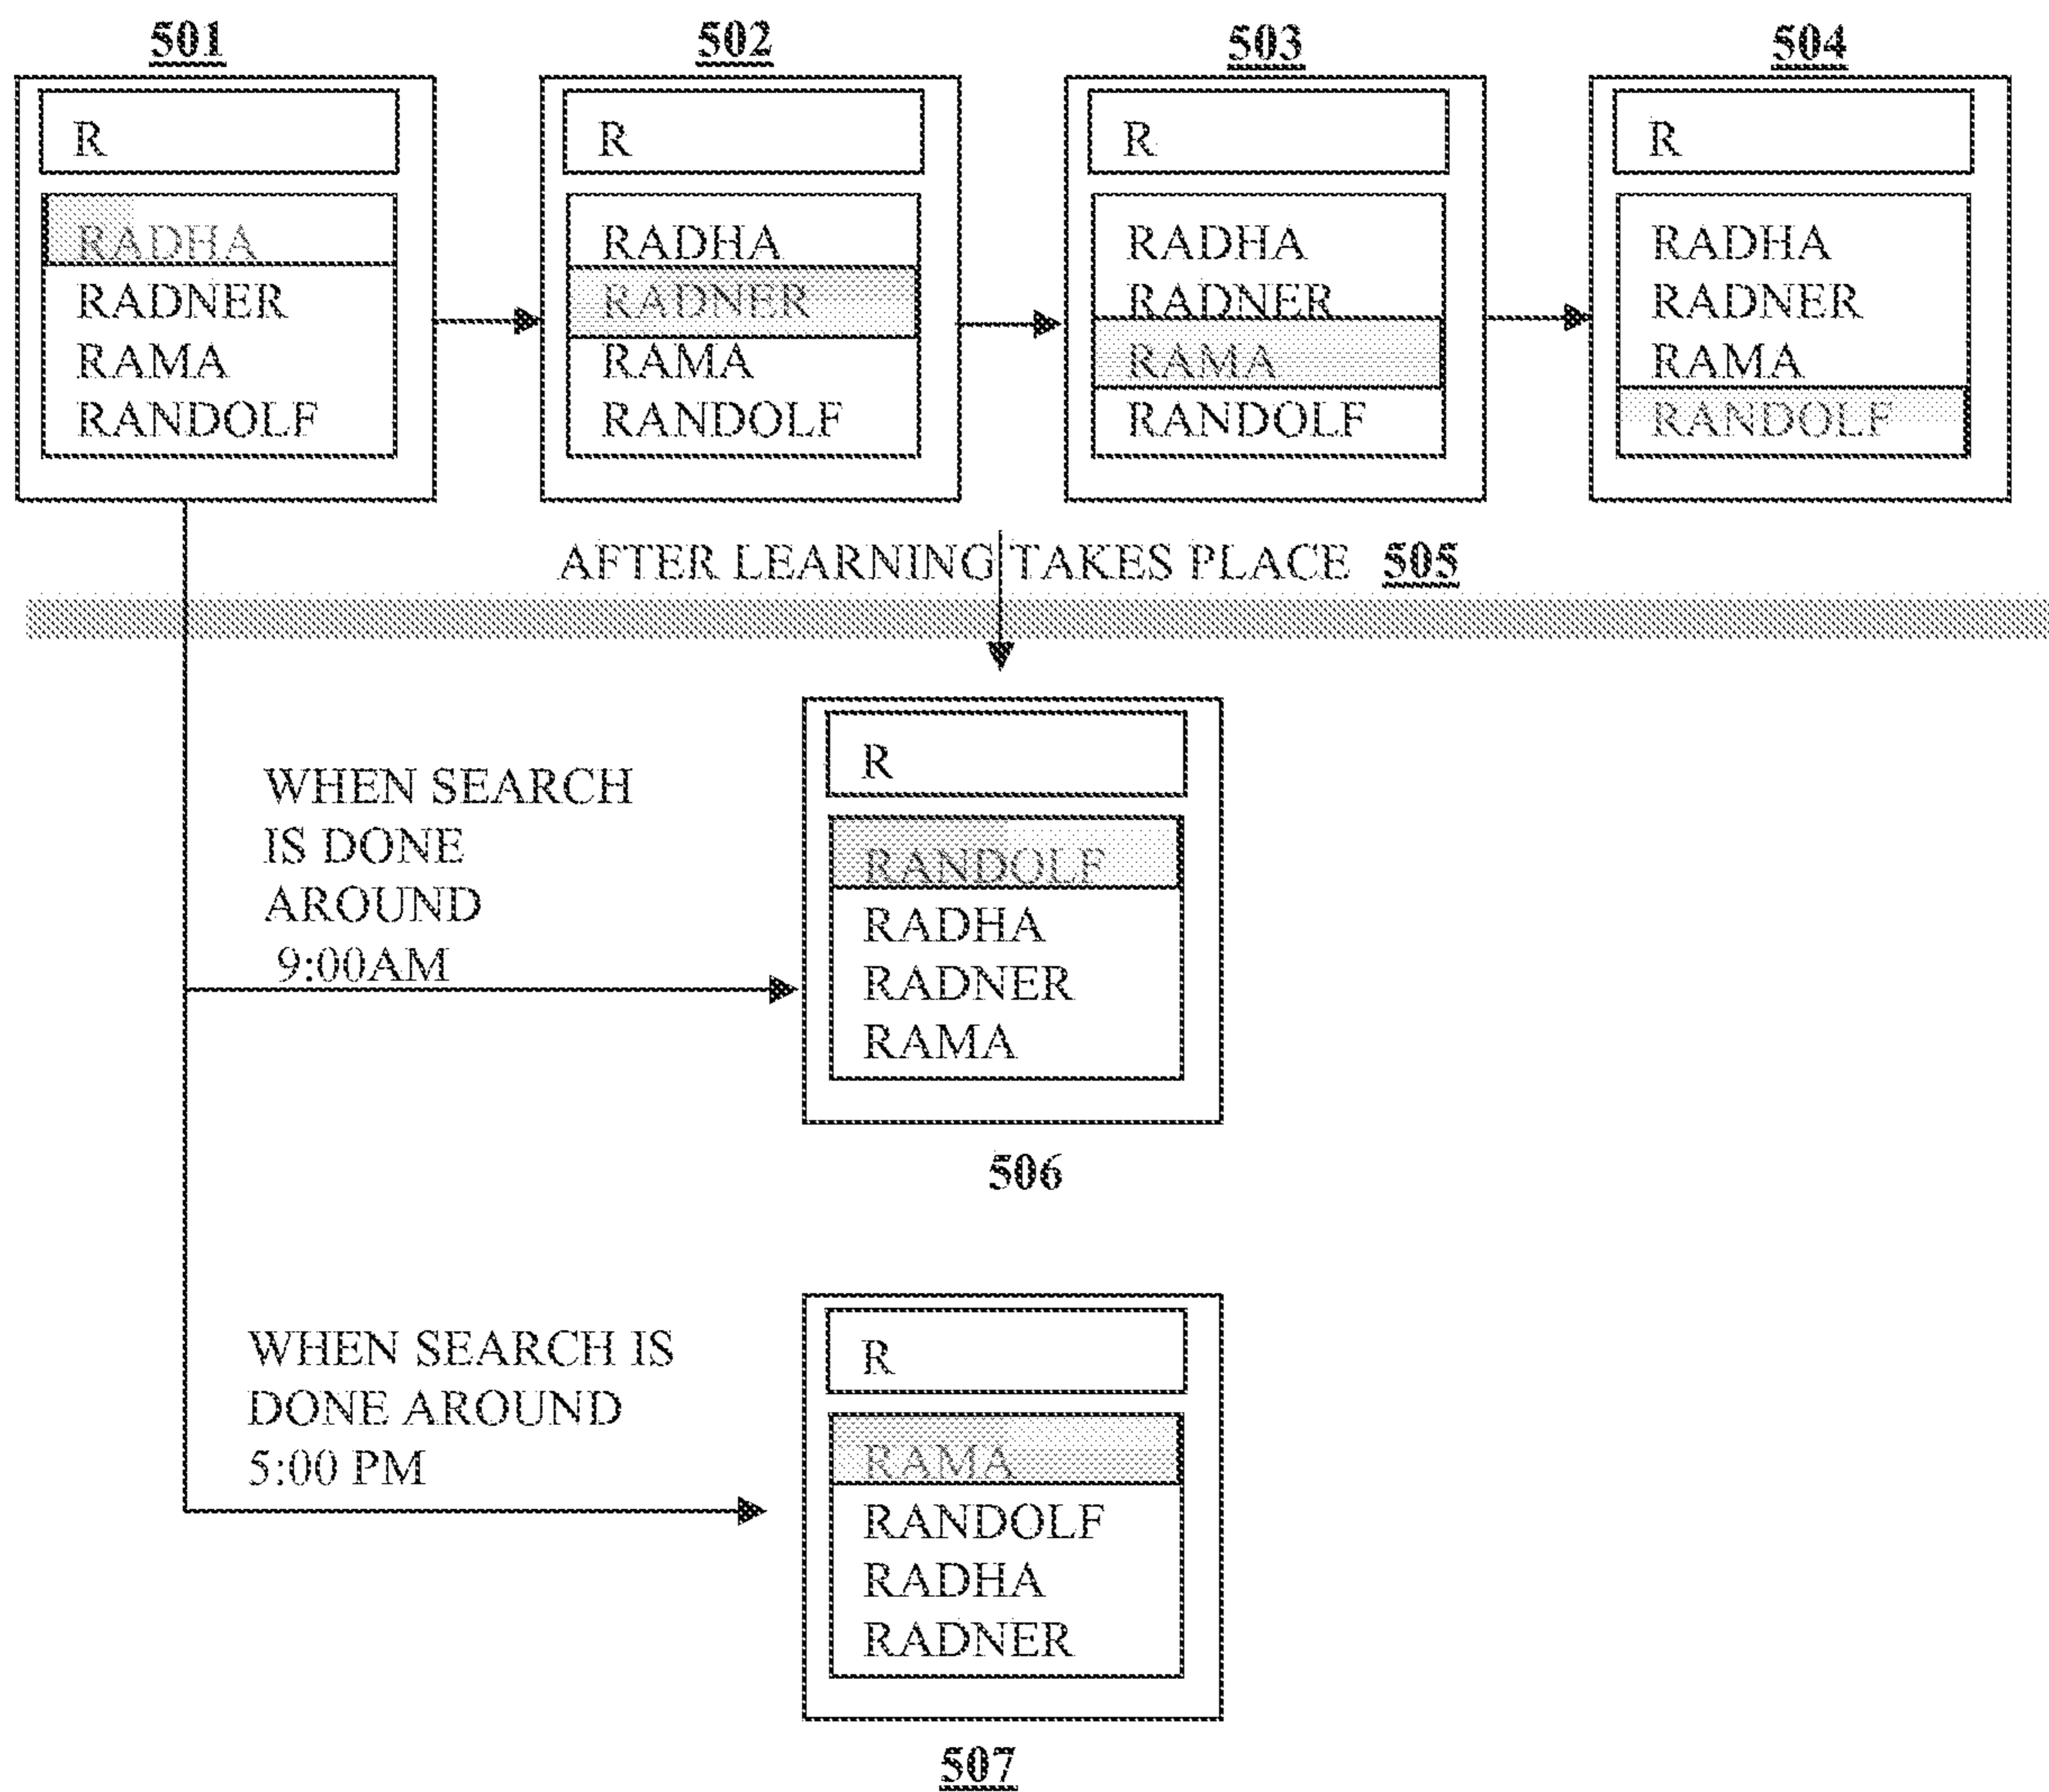 501
R
RADHA
RADNER
RAMA
RANDOLF
502
R
RADHA
RADNER
RAMA
RANDOLF
503
R
RADHA
RADNER
RAMA
RANDOLF
504
R
RADHA
RADNER
RAMA
RANDOLF
AFTER LEARNING TAKES PLACE 505
WHEN SEARCH
IS DONE
AROUND
9:00AM
R
RANDOLF
RADHA
RADNER
RAMA
506
WHEN SEARCH IS
DONE AROUND
5:00 PM
R
RAMA
RANDOLF
RADHA
RADNER
507